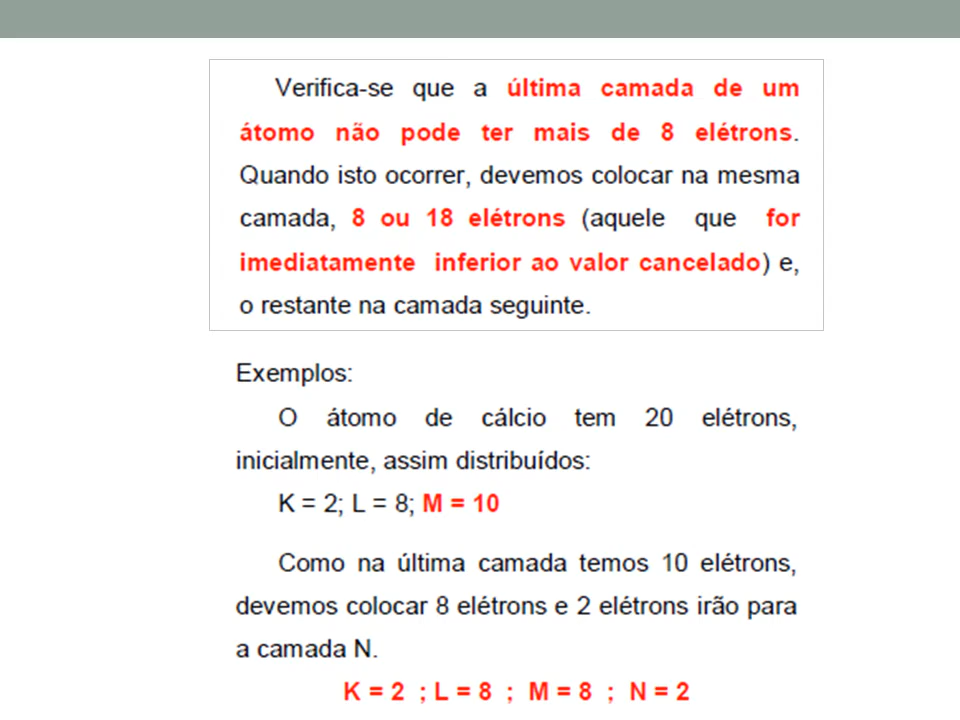 Verifica-se que a última camada de um
átomo não pode ter mais de 8 elétrons.
Quando isto ocorrer, devemos colocar na mesma
camada, 8 ou 18 elétrons (aquele que for
imediatamente inferior ao valor cancelado) e,
o restante na camada seguinte.
Exemplos:
O átomo de cálcio tem 20 elétrons,
inicialmente, assim distribuídos:
K = 2; L = 8; M = 10
Como na última camada temos 10 elétrons,
devemos colocar 8 elétrons e 2 elétrons irão para
a camada N.
K = 2 ; L = 8 ; M = 8 ; N = 2